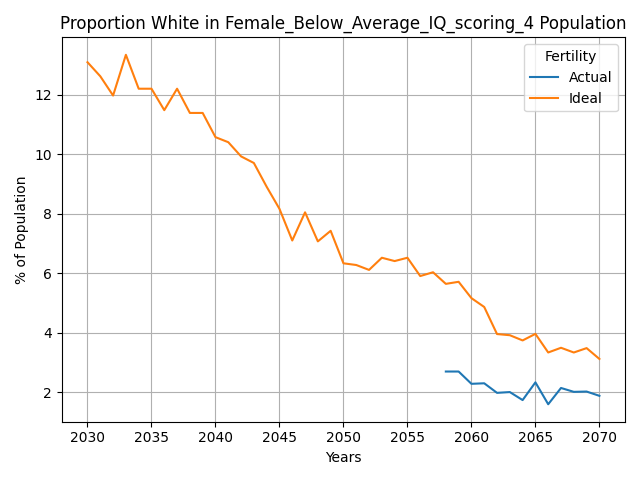 Proportion White in Female_Below_Average_IQ_scoring_4 Population
Fertility
Actual
Ideal
12
10
8
6
4
2
% of Population
2030 2035 2040 2045 2050 2055 2060 2065 2070
Years